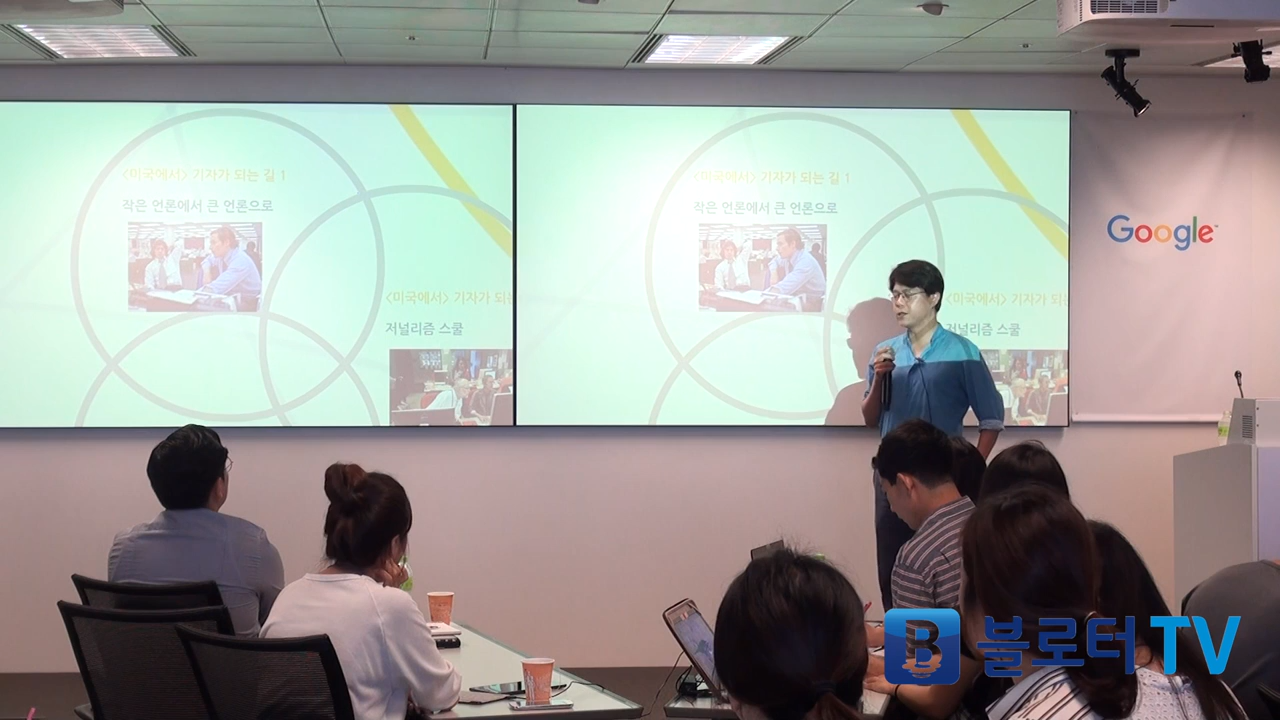 <미국에서> 기자가 되는 길 1
작은 언론에서 큰 언론으로
<미국에서> 기자가 되는
저널리즘 스쿨
<미국에서> 기자가 되는 길 1
작은 언론에서 큰 언론으로
<미국에서> 기자가 되
저널리즘 스쿨
Google
B 블로터TV